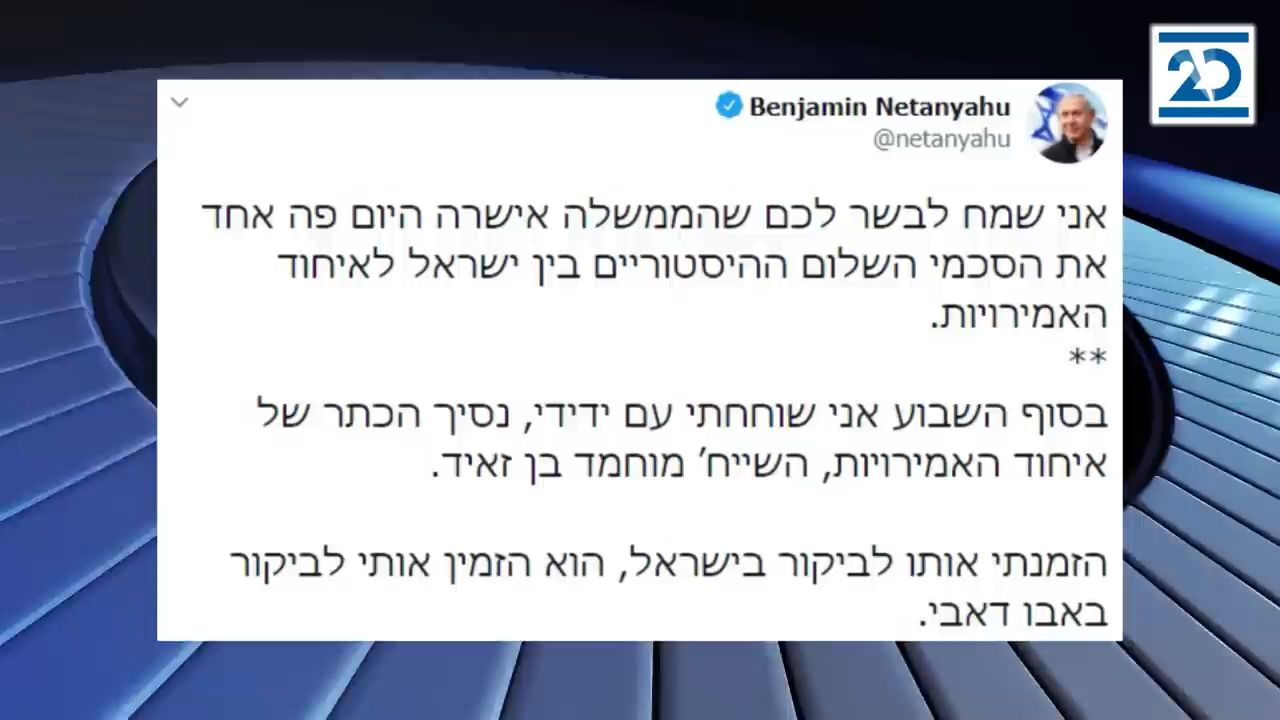 Benjamin Netanyahu
@netanyahu
אני שמח לבשר לכם שהממשלה אישרה היום פה אחד
את הסכמי השלום ההיסטוריים בין ישראל לאיחוד
האמירויות.
**
בסוף השבוע אני שוחחתי עם ידידי, נסיך הכתר של
איחוד האמירויות, השייח' מוחמד בן זאיד.
הזמנתי אותו לביקור בישראל, הוא הזמין אותי לביקור
באבו דאבי.
20